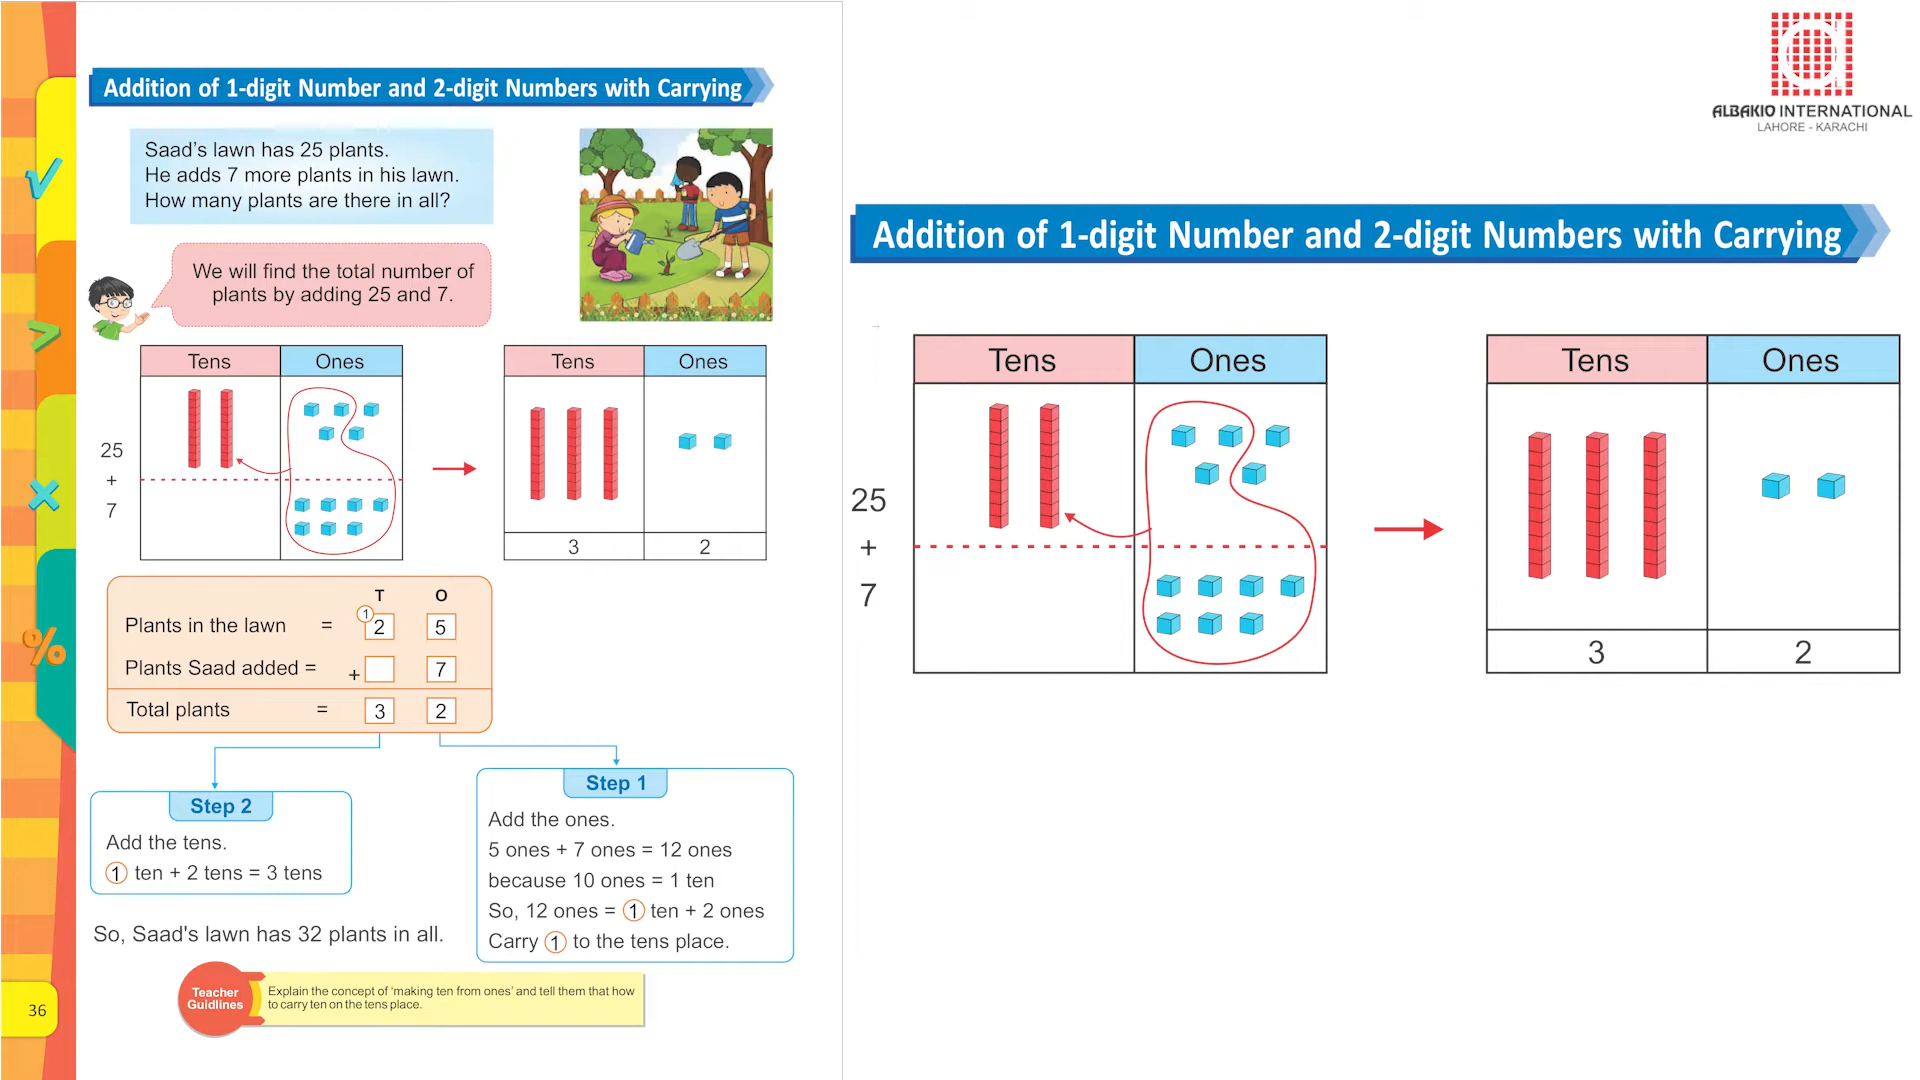 Addition of 1-digit Number and 2-digit Numbers with Carrying
Saad's lawn has 25 plants.
He adds 7 more plants in his lawn.
How many plants are there in all?
We will find the total number of
plants by adding 25 and 7.
Tens Ones
25
+
7
Tens Ones
3 2
T O
1
Plants in the lawn = 2 5
Plants Saad added = + 7
Total plants = 3 2
Step 2
Add the tens.
1 ten + 2 tens = 3 tens
Step 1
Add the ones.
5 ones + 7 ones = 12 ones
because 10 ones = 1 ten
So, 12 ones = 1 ten + 2 ones
Carry 1 to the tens place.
So, Saad's lawn has 32 plants in all.
Teacher
Guidlines
Explain the concept of ‘making ten from ones’ and tell them that how
to carry ten on the tens place.
36
√
>
×
%
ALBAKIO INTERNATIONAL
LAHORE - KARACHI
Addition of 1-digit Number and 2-digit Numbers with Carrying
Tens Ones
25
+
7
Tens Ones
3 2